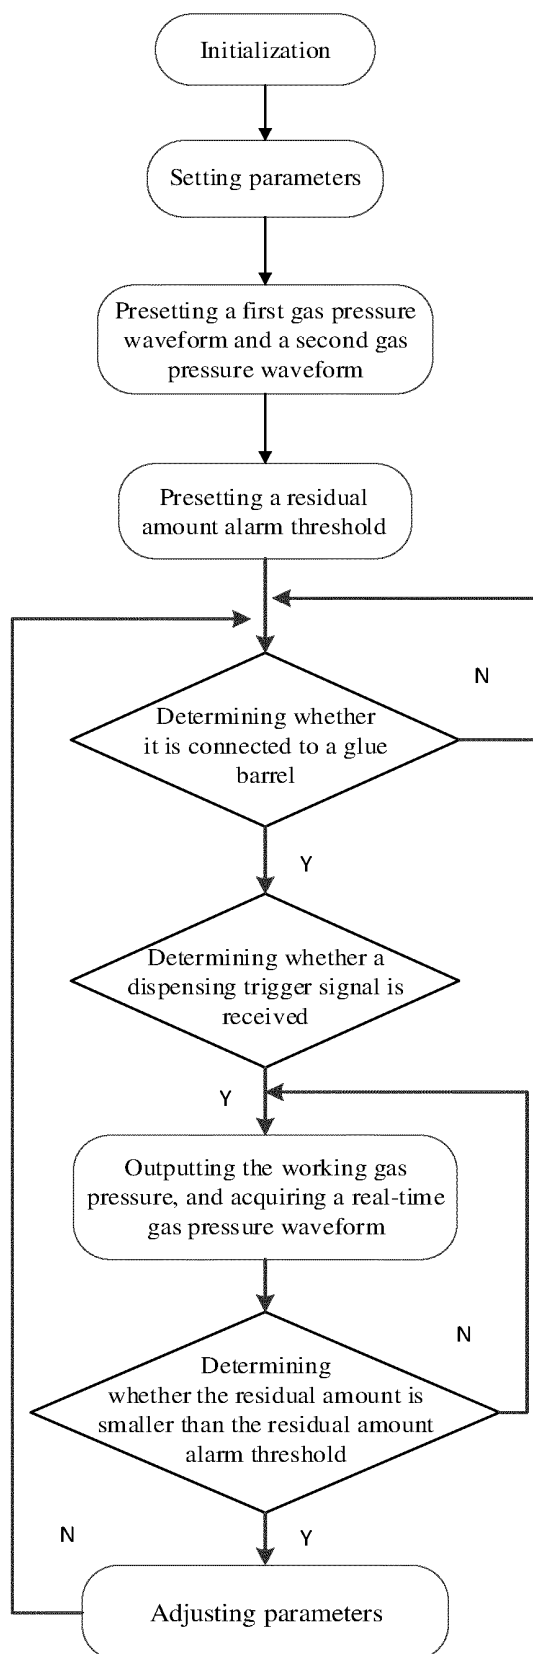 Initialization
Setting parameters
Presetting a first gas pressure
waveform and a second gas
pressure waveform
Presetting a residual
amount alarm threshold
N
Determining whether
it is connected to a glue
barrel
Y
Determining whether a
dispensing trigger signal is
received
Y
Outputting the working gas
pressure, and acquiring a real-time
gas pressure waveform
N
Determining
whether the residual amount is
smaller than the residual amount
alarm threshold
N
Y
Adjusting parameters